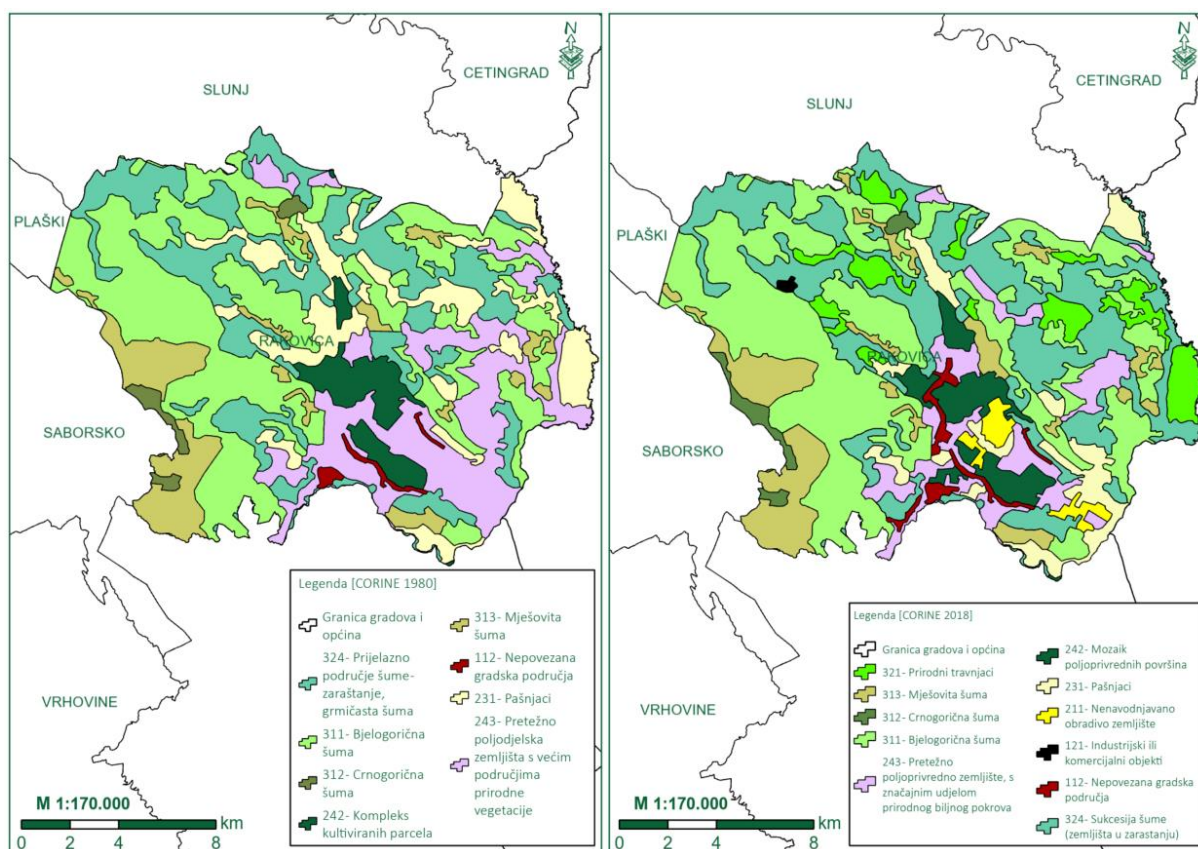 N
CETINGRAD
SLUNJ
PLAŠKI
RAKOVICA
SABORSKO
VRHOVINE
Legenda [CORINE 1980]
Granica gradova i
općina
324- Prijelazno
područje šume-
zaraštanje,
grmičasta šuma
311- Bjelogorična
šuma
312- Crnogorična
šuma
242- Kompleks
kultiviranih parcela
313- Mješovita
šuma
112- Nepovezana
gradska područja
231- Pašnjaci
243- Pretežno
poljodjelska
zemljišta s većim
područjima
prirodne
vegetacije
M 1:170.000
km
0 2 4 8
N
CETINGRAD
SLUNJ
PLAŠKI
RAKOVICA
SABORSKO
VRHOVINE
Legenda [CORINE 2018]
Granica gradova i općina
321- Prirodni travnjaci
313- Mješovita šuma
312- Crnogorična šuma
311- Bjelogorična šuma
243- Pretežno
poljoprivredno zemljište, s
značajnim udjelom
prirodnog biljnog pokrova
242- Mozaik
poljoprivrednih površina
231- Pašnjaci
211- Nenavodnjavano
obradivo zemljište
121- Industrijski ili
komercijalni objekti
112- Nepovezana gradska
područja
324- Sukcesija šume
(zemljišta u zarastanju)
M 1:170.000
km
0 2 4 8